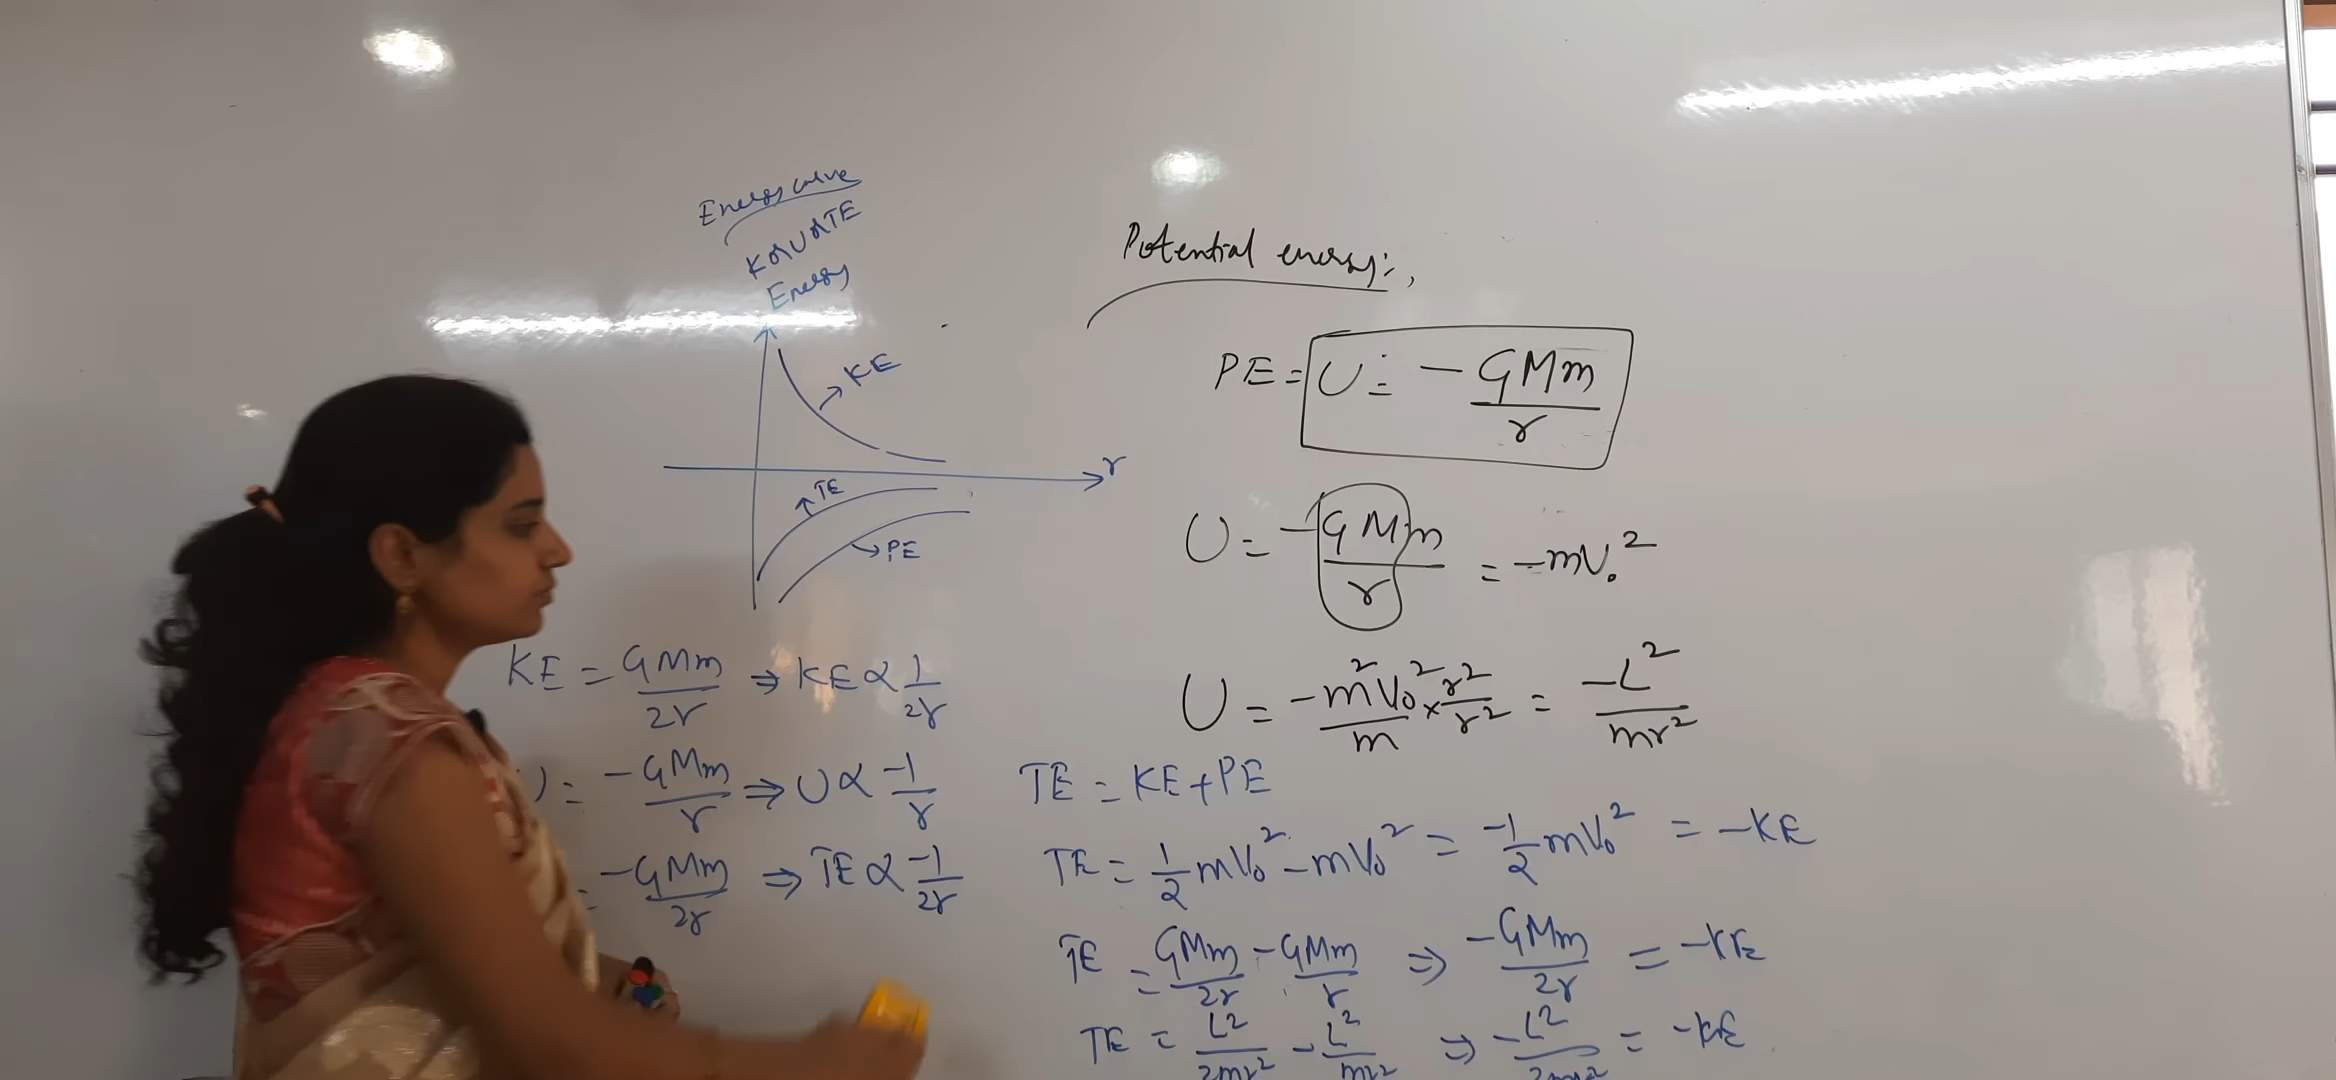 Energy curve
K or U or TE
Energy
KE
r
TE
PE
KE = GMm/2r ⇒ KE ∝ 1/2r
U = -GMm/r ⇒ U ∝ -1/r
= -GMm/2r ⇒ TE ∝ -1/2r
Potential energy:,
PE = U = -GMm/r
U = -GMm/r = -mV₀²
U = -m²V₀²/m × r²/r² = -L²/mr²
TE = KE + PE
TE = 1/2 mV₀² - mV₀² = -1/2 mV₀² = -KE
TE = GMm/2r - GMm/r ⇒ -GMm/2r = -KE
TE = L²/2mr² - L²/mr² ⇒ -L²/2mr² = -KE